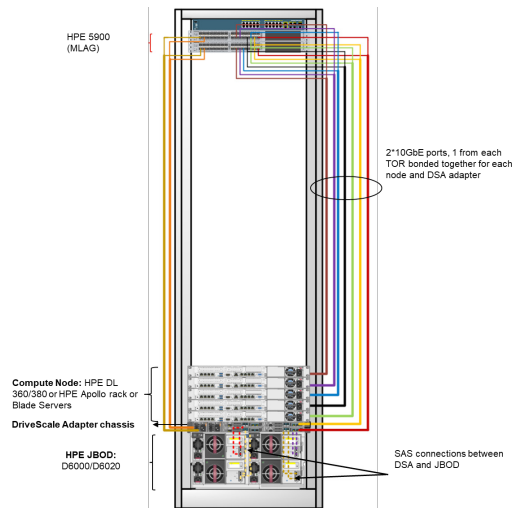 HPE 5900
(MLAG)
2*10GbE ports, 1 from each
TOR bonded together for each
node and DSA adapter
Compute Node: HPE DL
360/380 or HPE Apollo rack or
Blade Servers
DriveScale Adapter chassis
HPE JBOD:
D6000/D6020
SAS connections between
DSA and JBOD